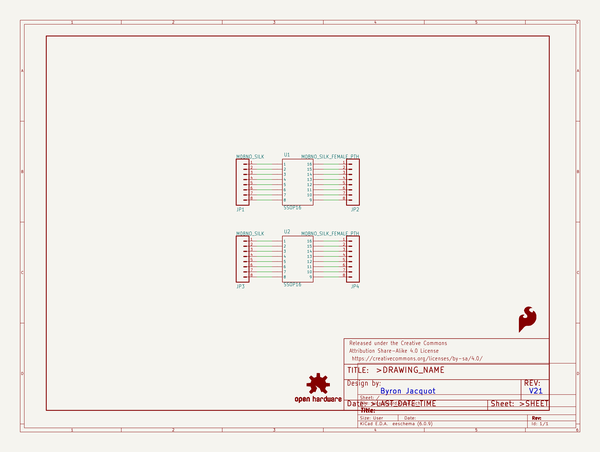 M08NO_SILK
U1
M08NO_SILK_FEMALE_PTH
JP1
SSOP16
JP2
M08NO_SILK
U2
M08NO_SILK_FEMALE_PTH
JP3
SSOP16
JP4
Released under the Creative Commons
Attribution Share-Alike 4.0 License
https://creativecommons.org/licenses/by-sa/4.0/
TITLE: >DRAWING_NAME
Design by:
REV:
Byron Jacquot
V21
open hardware
Sheet: /
Date: >LAST_DATE_TIME
Sheet: >SHEET
Title:
Size: User
Date:
Rev:
KiCad E.D.A. eeschema (6.0.9)
Id: 1/1